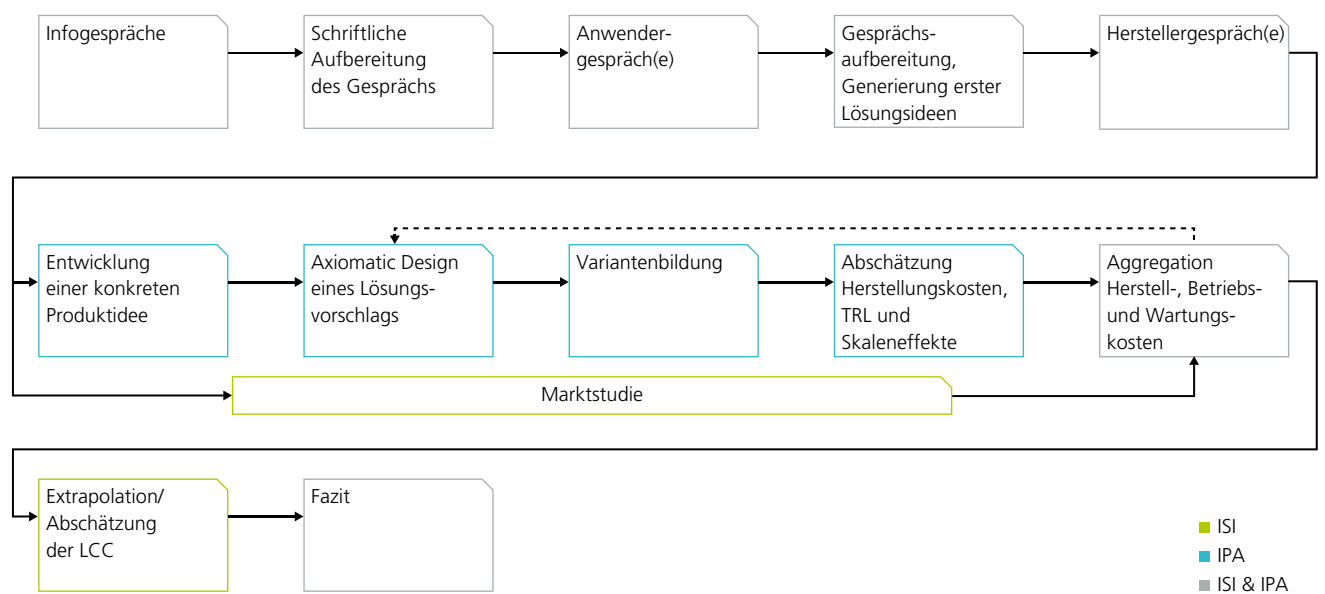 Infogespräche
Schriftliche
Aufbereitung
des Gesprächs
Anwender-
gespräch(e)
Gesprächs-
aufbereitung,
Generierung erster
Lösungsideen
Herstellergespräch(e)
Entwicklung
einer konkreten
Produktidee
Axiomatic Design
eines Lösungs-
vorschlags
Variantenbildung
Abschätzung
Herstellungskosten,
TRL und
Skaleneffekte
Aggregation
Herstell-, Betriebs-
und Wartungs-
kosten
Marktstudie
Extrapolation/
Abschätzung
der LCC
Fazit
ISI
IPA
ISI & IPA